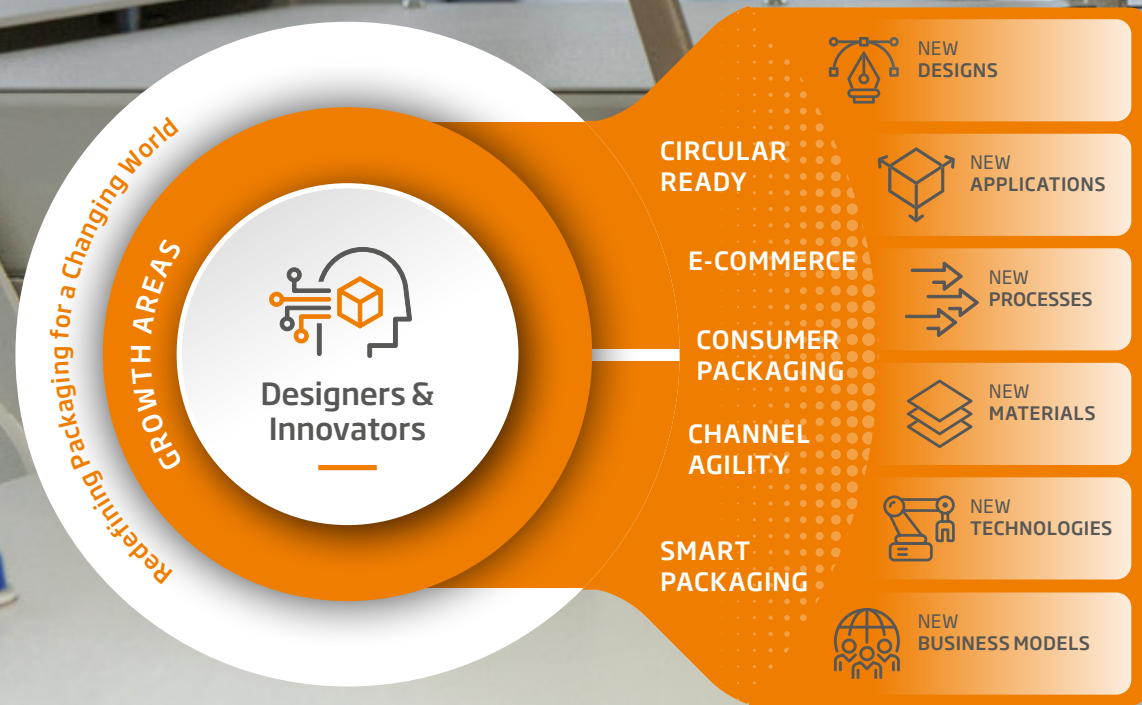 Redefining Packaging for a Changing World
GROWTH AREAS
Designers &
Innovators
CIRCULAR
READY
E-COMMERCE
CONSUMER
PACKAGING
CHANNEL
AGILITY
SMART
PACKAGING
NEW
DESIGNS
NEW
APPLICATIONS
NEW
PROCESSES
NEW
MATERIALS
NEW
TECHNOLOGIES
NEW
BUSINESS MODELS